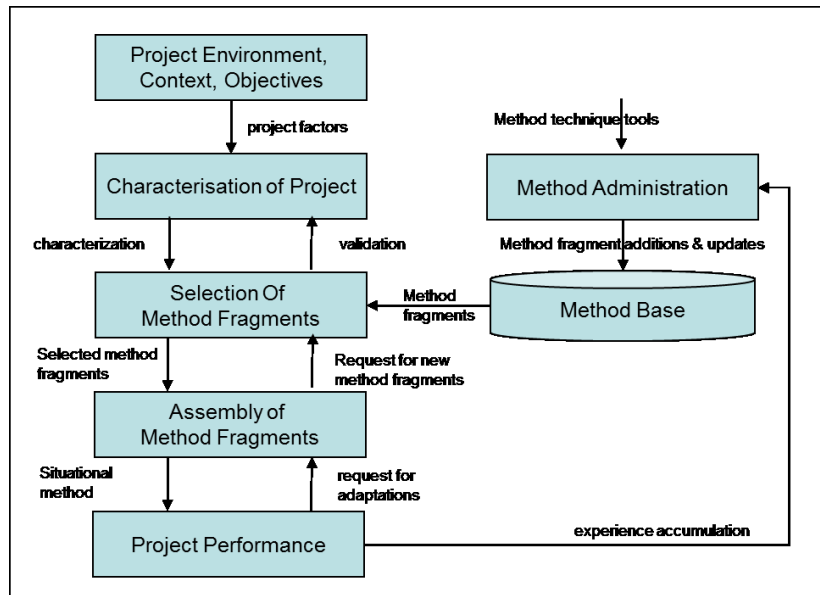 Project Environment,
Context, Objectives
project factors
Method technique tools
Characterisation of Project
Method Administration
characterization
validation
Method fragment additions & updates
Selection Of
Method Fragments
Method
fragments
Method Base
Selected method
fragments
Request for new
method fragments
Assembly of
Method Fragments
Situational
method
request for
adaptations
Project Performance
experience accumulation